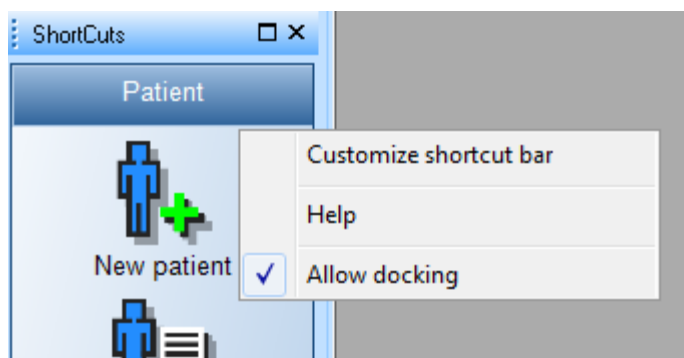 ShortCuts
Patient
Customize shortcut bar
Help
New patient
Allow docking